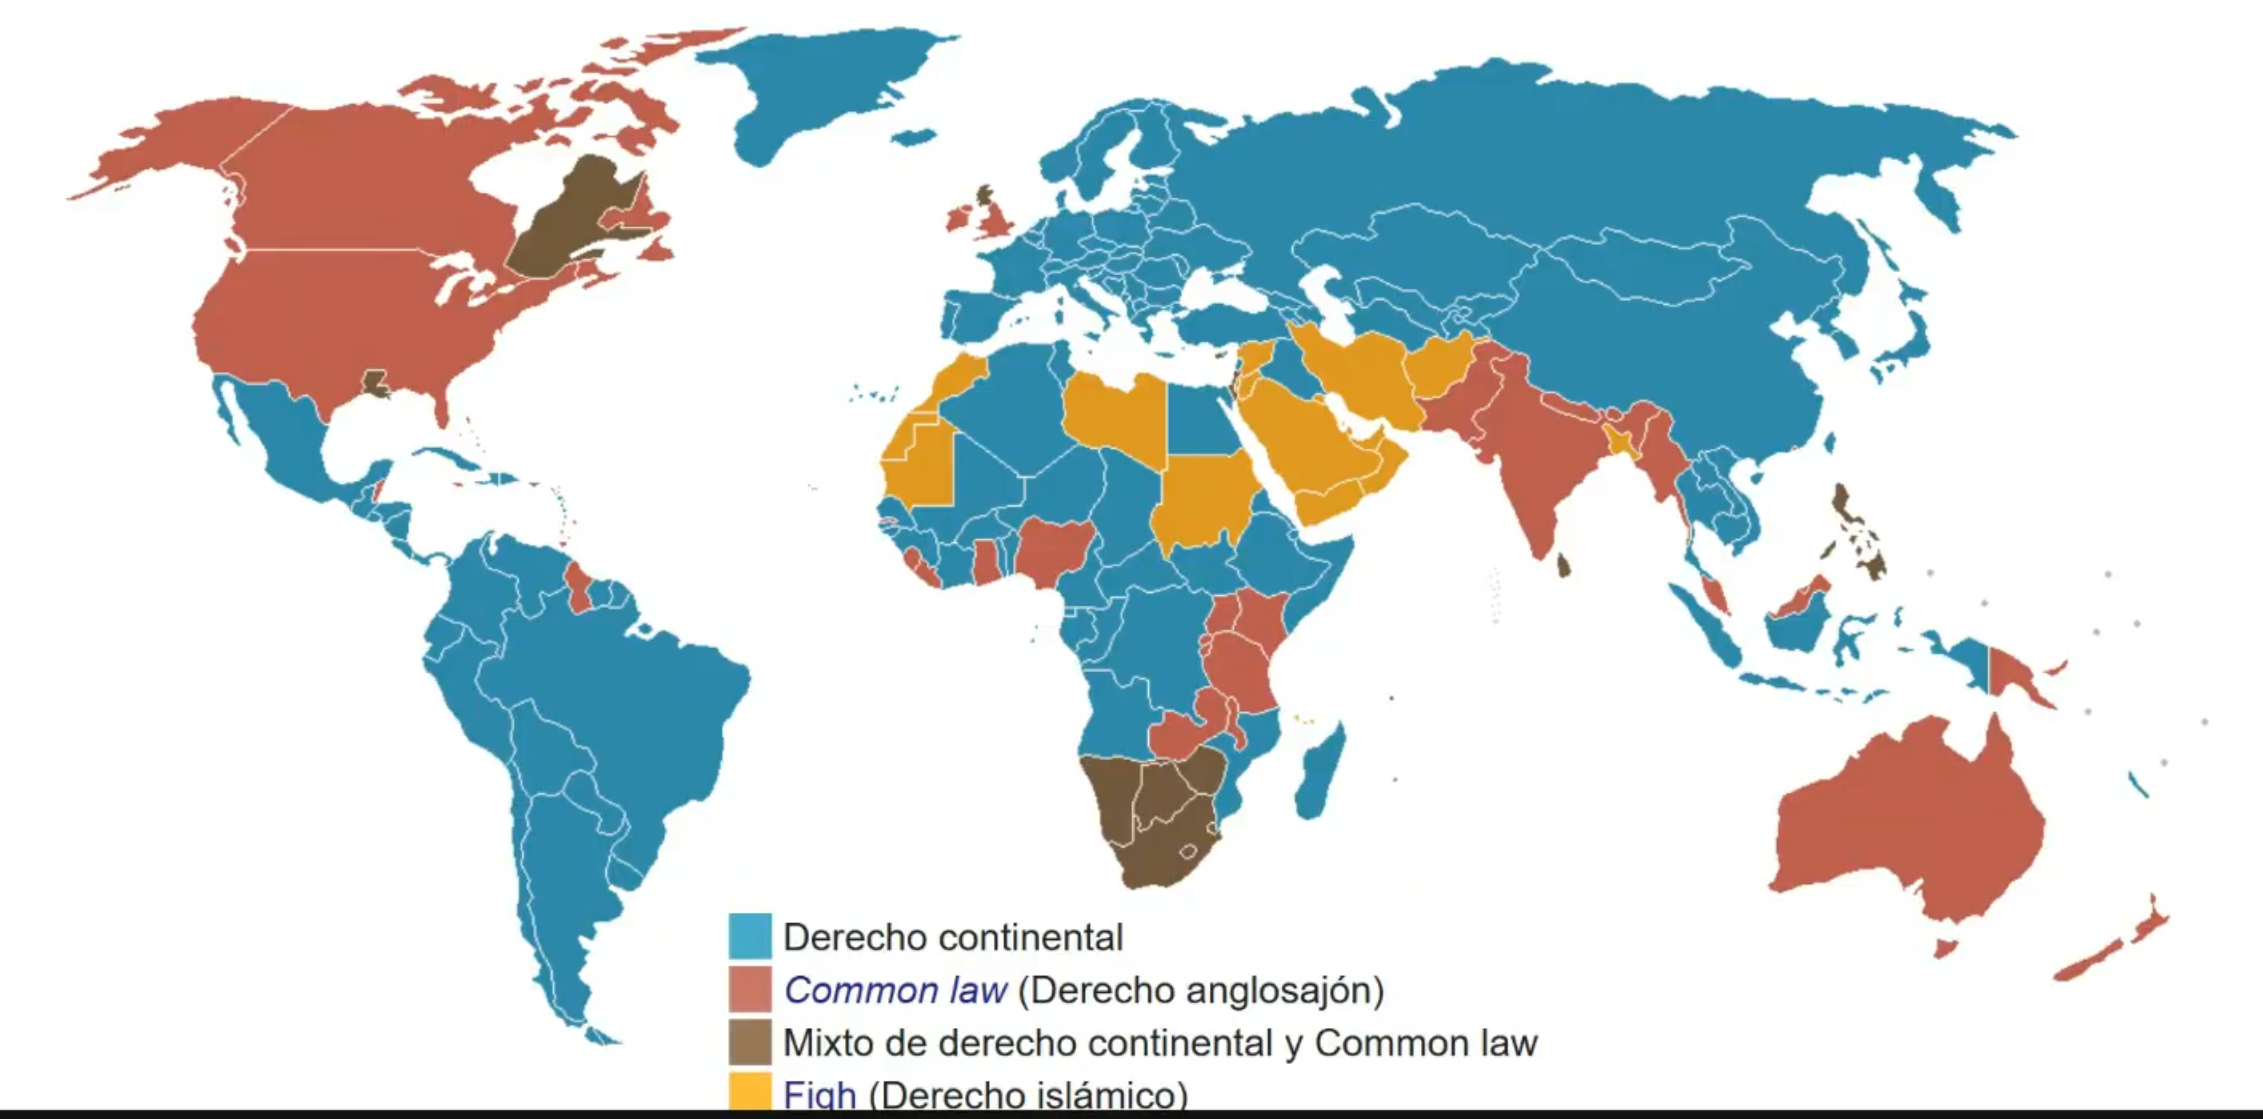 Derecho continental
Common law (Derecho anglosajón)
Mixto de derecho continental y Common law
Fiqh (Derecho islámico)